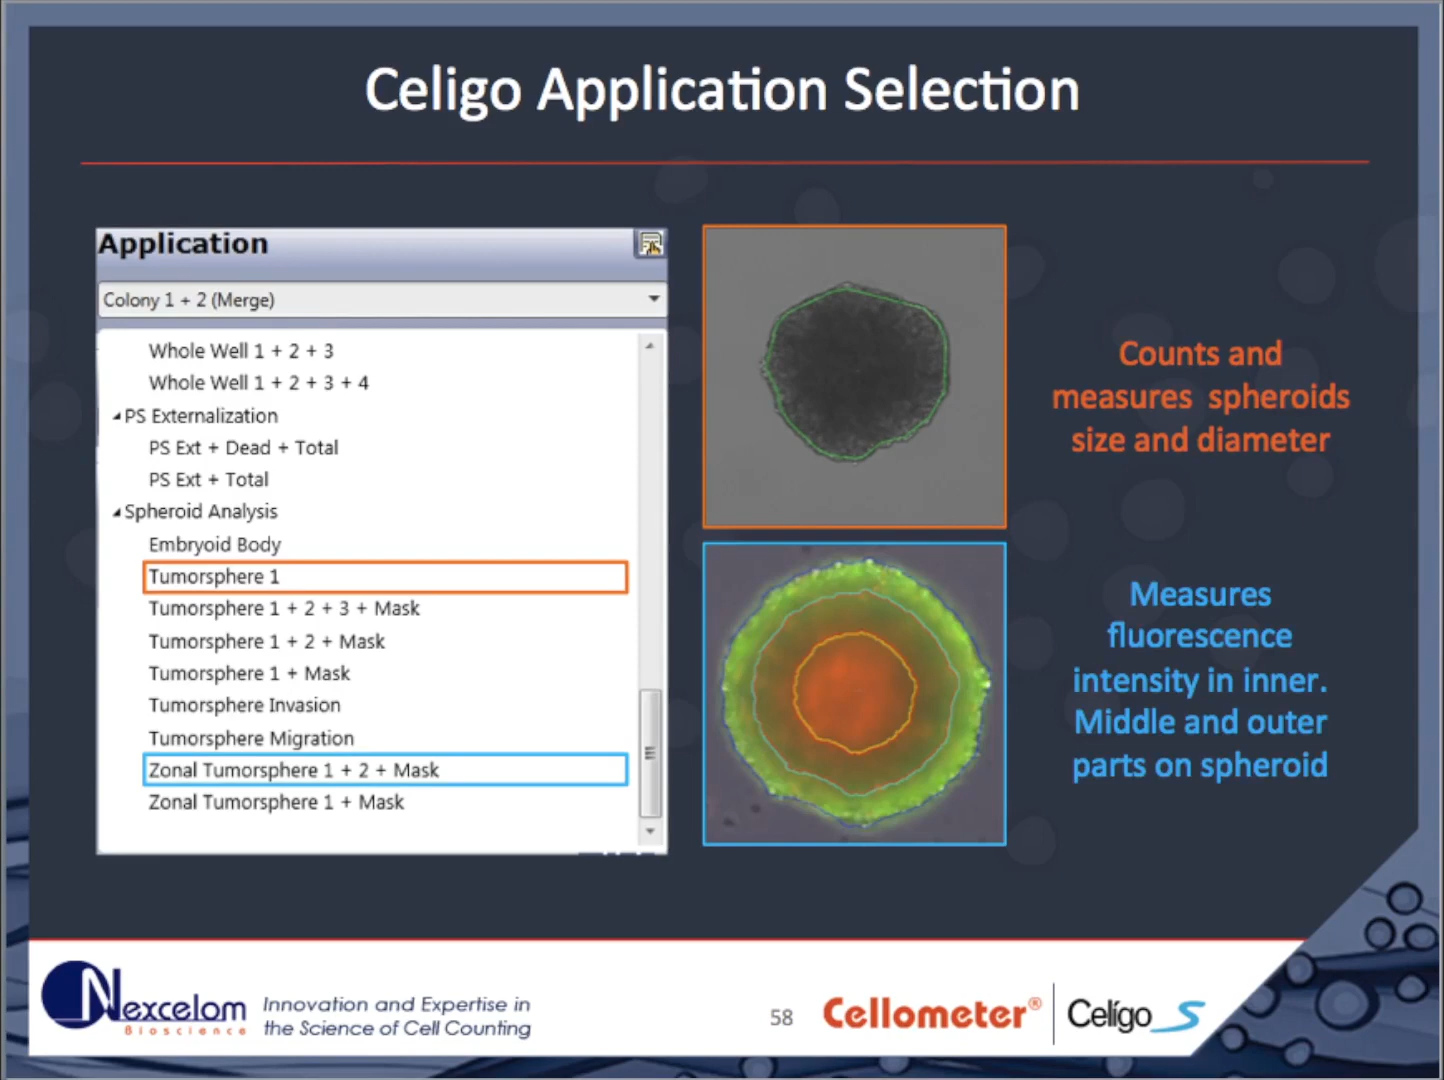 Celigo Application Selection
Application
Colony 1 + 2 (Merge)
Whole Well 1 + 2 + 3
Whole Well 1 + 2 + 3 + 4
PS Externalization
PS Ext + Dead + Total
PS Ext + Total
Spheroid Analysis
Embryoid Body
Tumorsphere 1
Tumorsphere 1 + 2 + 3 + Mask
Tumorsphere 1 + 2 + Mask
Tumorsphere 1 + Mask
Tumorsphere Invasion
Tumorsphere Migration
Zonal Tumorsphere 1 + 2 + Mask
Zonal Tumorsphere 1 + Mask
Counts and
measures spheroids
size and diameter
Measures
fluorescence
intensity in inner.
Middle and outer
parts on spheroid
Nexcelom
Bioscience
Innovation and Expertise in
the Science of Cell Counting
58
Cellometer®
Celígo S